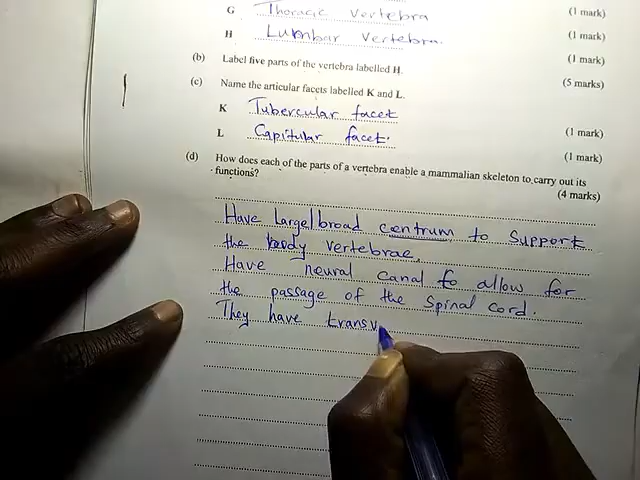 G Thoracic Vertebra (1 mark)
H Lumbar Vertebra. (1 mark)
(b) Label five parts of the vertebra labelled H. (1 mark)
(c) Name the articular facets labelled K and L. (5 marks)
K Tubercular facet
L Capitular facet. (1 mark)
(1 mark)
(d) How does each of the parts of a vertebra enable a mammalian skeleton to carry out its
functions? (4 marks)
Have large/broad centrum to support
the body vertebrae.
Have neural canal to allow for
the passage of the spinal cord.
They have transv